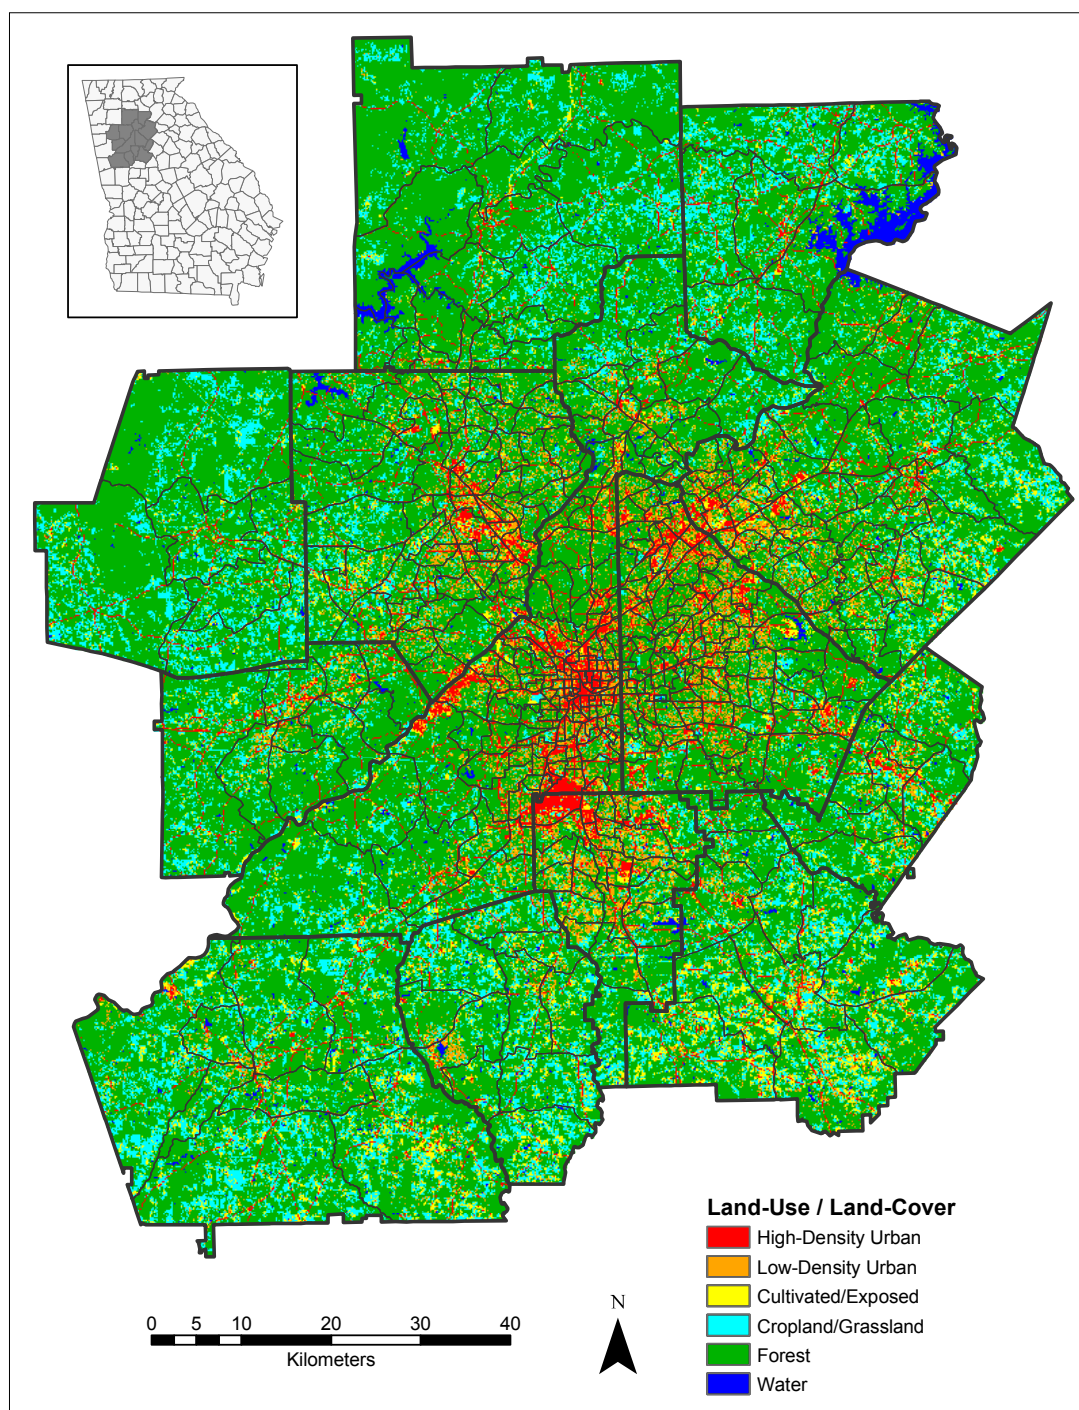 Land-Use / Land-Cover
High-Density Urban
Low-Density Urban
Cultivated/Exposed
Cropland/Grassland
Forest
Water
N
0 5 10 20 30 40
Kilometers